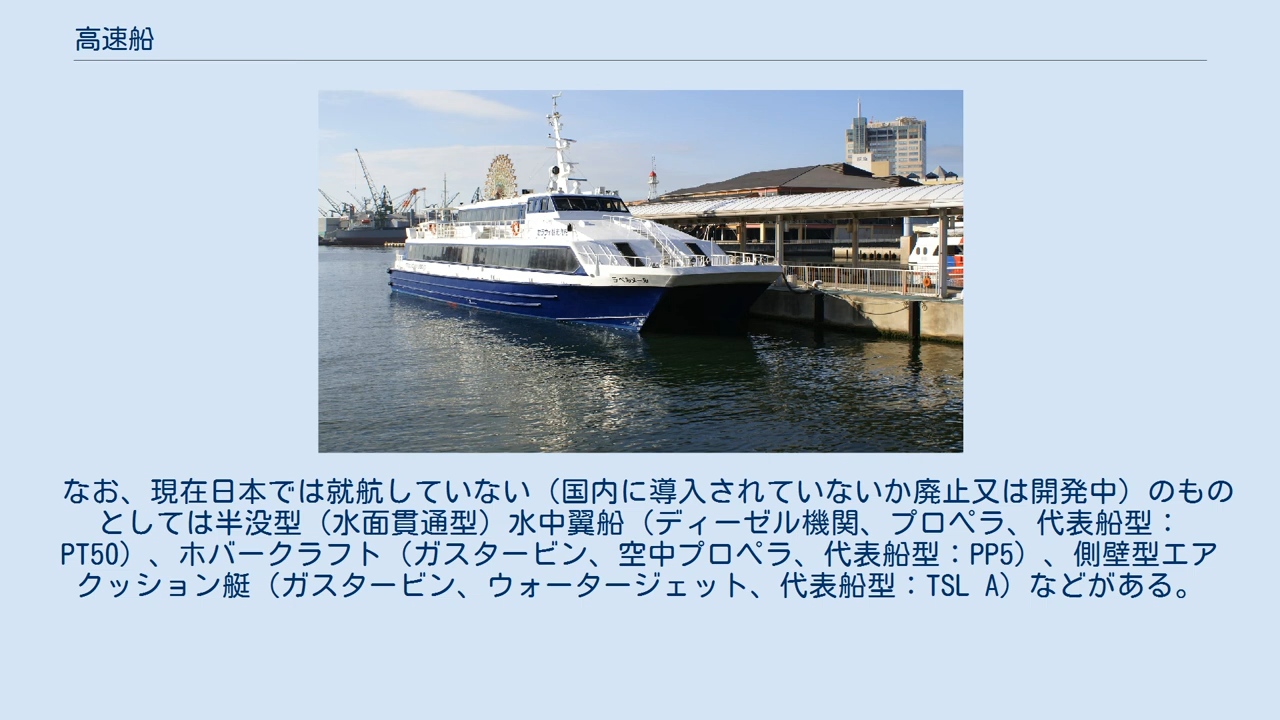 高速船
ラベルメール
なお、現在日本では就航していない（国内に導入されていないか廃止又は開発中）のもの
としては半没型（水面貫通型）水中翼船（ディーゼル機関、プロペラ、代表船型：
PT50）、ホバークラフト（ガスタービン、空中プロペラ、代表船型：PP5）、側壁型エア
クッション艇（ガスタービン、ウォータージェット、代表船型：TSL A）などがある。